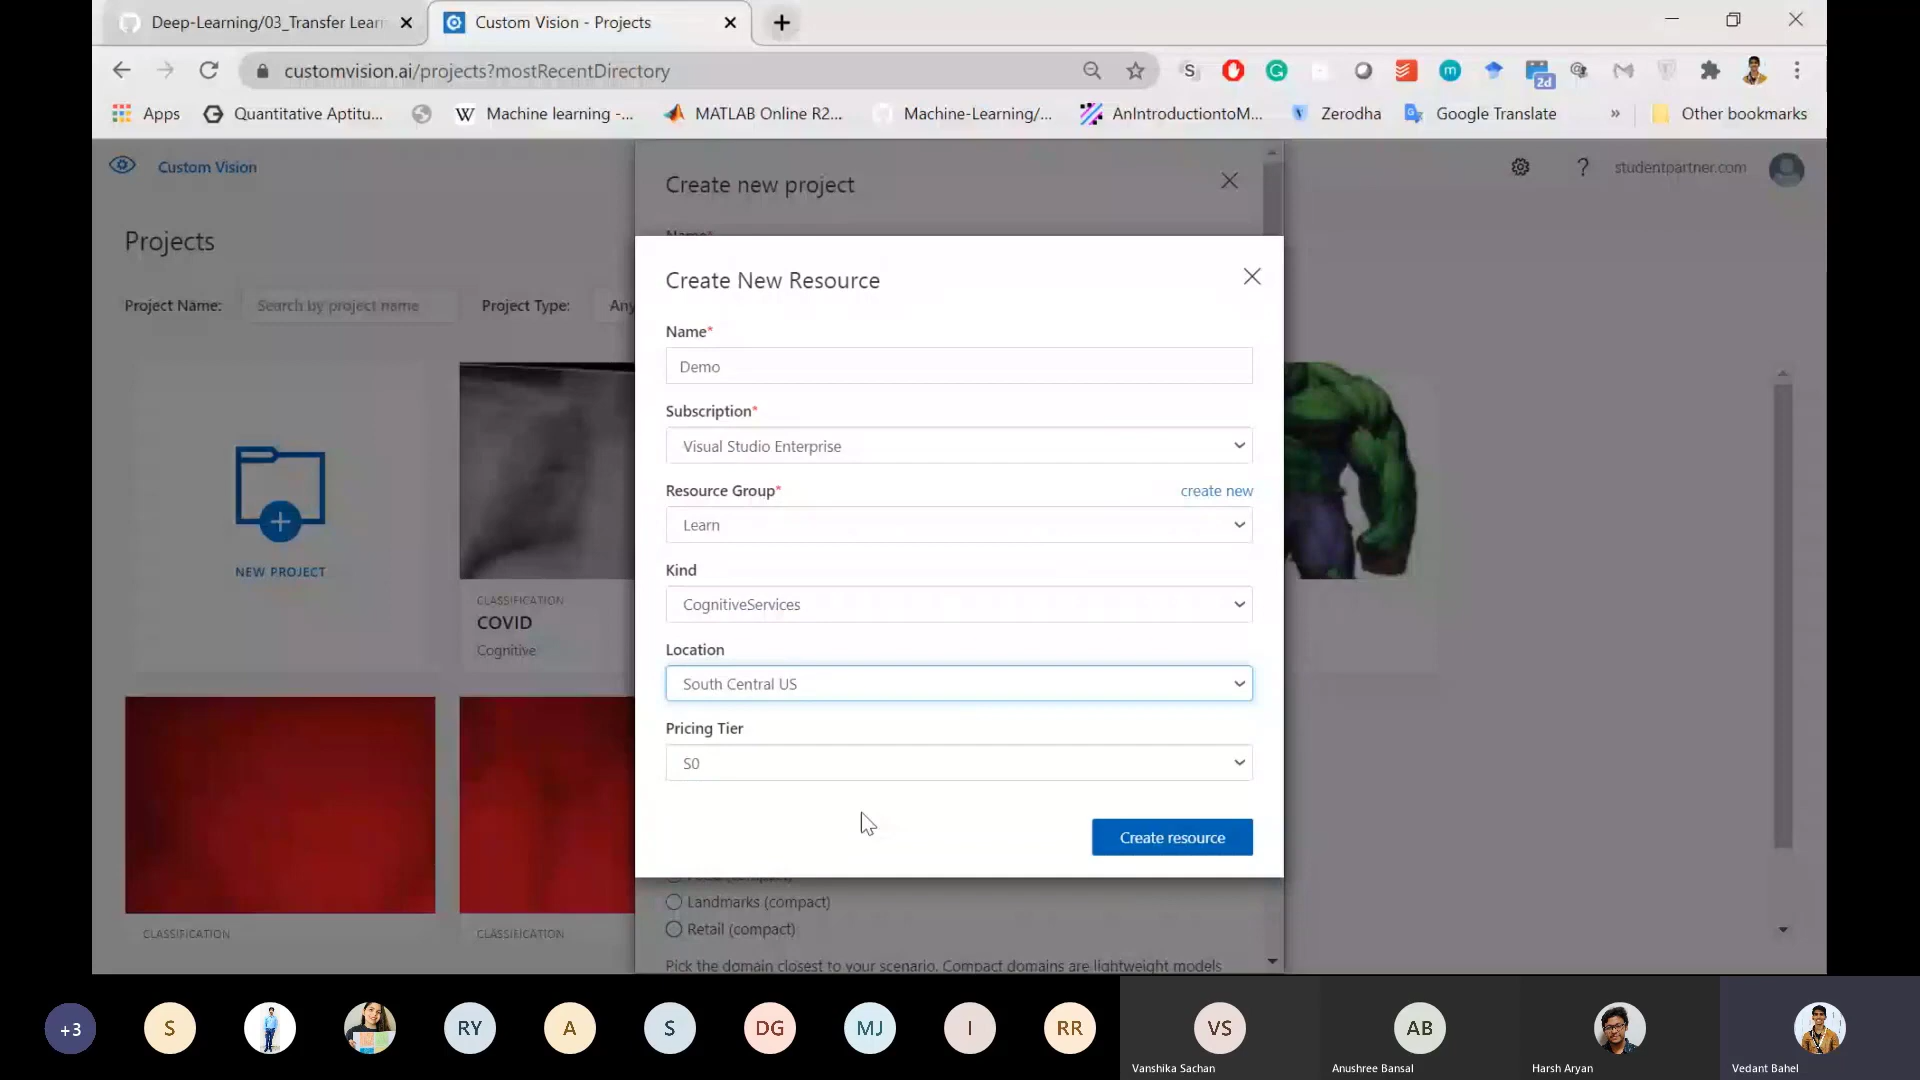 Deep-Learning/03_Transfer Lear
Custom Vision - Projects
customvision.ai/projects?mostRecentDirectory
2d
Apps
Quantitative Aptitu...
Machine learning -...
MATLAB Online R2...
Machine-Learning/...
AnIntroductiontoM...
Zerodha
Google Translate
Other bookmarks
Custom Vision
Create new project
studentpartner.com
Projects
Name*
Create New Resource
Project Name:
Search by project name
Project Type:
Any
Name*
Demo
Subscription*
Visual Studio Enterprise
Resource Group*
create new
Learn
NEW PROJECT
Kind
CognitiveServices
CLASSIFICATION
COVID
Cognitive
Location
South Central US
Pricing Tier
S0
Create resource
Landmarks (compact)
Retail (compact)
CLASSIFICATION
CLASSIFICATION
Pick the domain closest to your scenario. Compact domains are lightweight models
+3
S
RY
A
S
DG
MJ
I
RR
VS
AB
Vanshika Sachan
Anushree Bansal
Harsh Aryan
Vedant Bahel